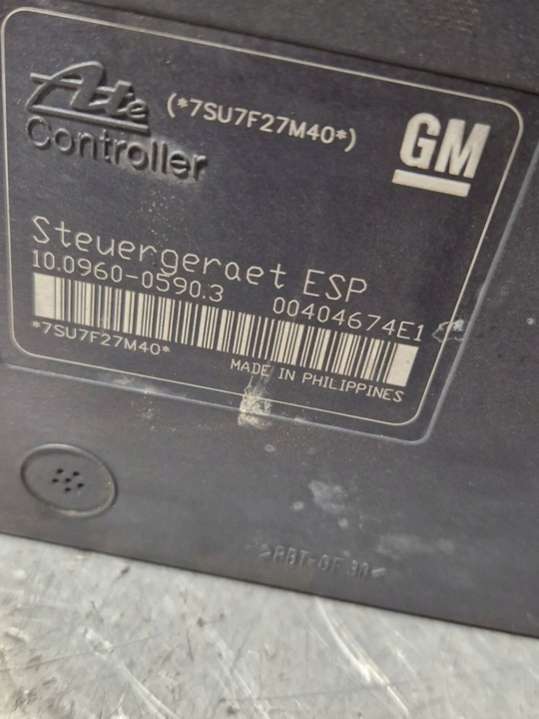 Ate (*7SU7F27M40*) GM
Controller
Steuergeraet ESP
10.0960-0590.3 00404674E1
*7SU7F27M40*
MADE IN PHILIPPINES